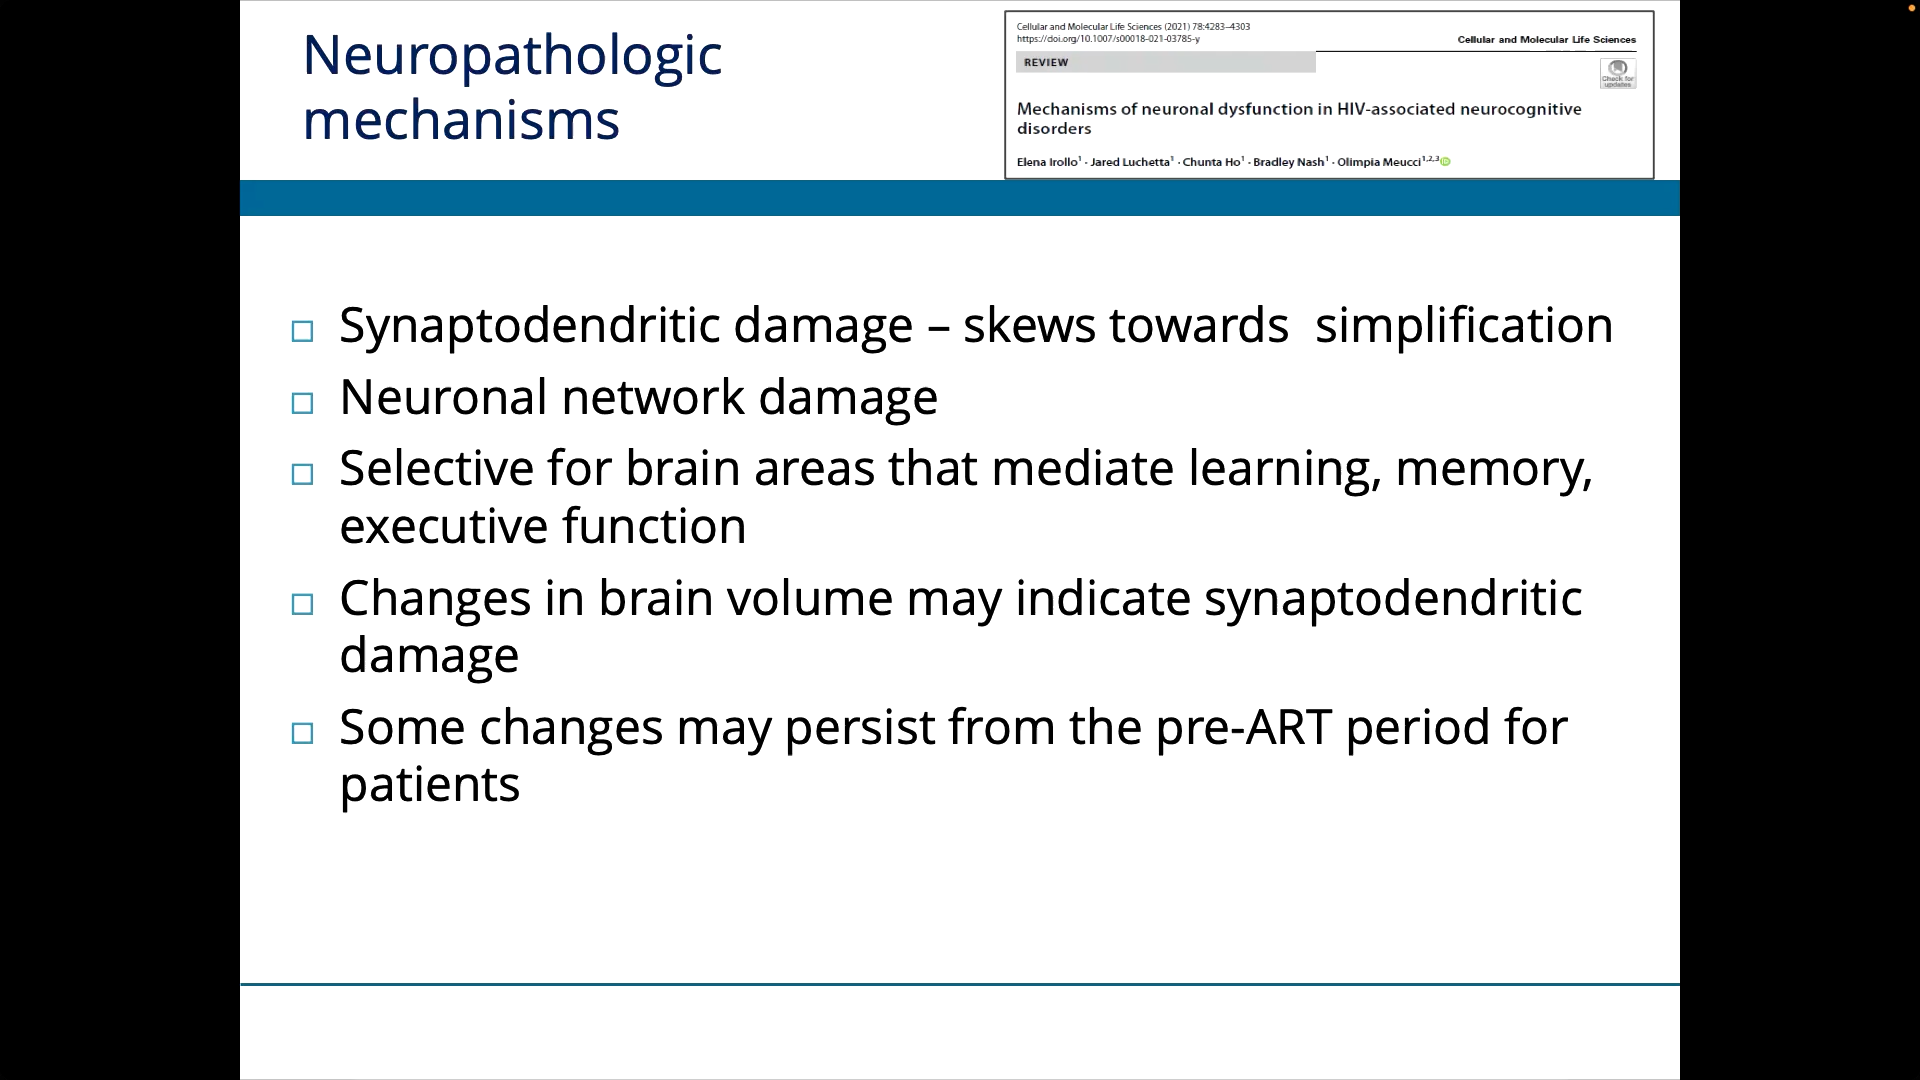 Neuropathologic
mechanisms
Cellular and Molecular Life Sciences (2021) 78:4283–4303
https://doi.org/10.1007/s00018-021-03785-y
Cellular and Molecular Life Sciences
REVIEW
Check for
updates
Mechanisms of neuronal dysfunction in HIV-associated neurocognitive
disorders
Elena Irollo1 · Jared Luchetta1 · Chunta Ho1 · Bradley Nash1 · Olimpia Meucci1,2,3
Synaptodendritic damage – skews towards  simplification
Neuronal network damage
Selective for brain areas that mediate learning, memory,
executive function
Changes in brain volume may indicate synaptodendritic
damage
Some changes may persist from the pre-ART period for
patients